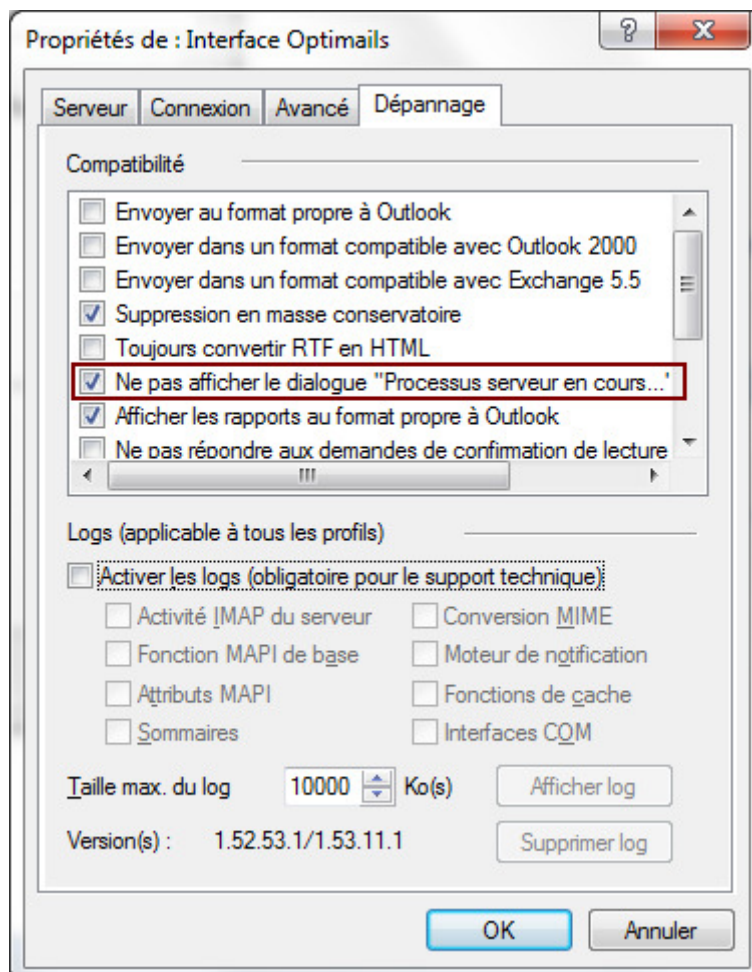 Propriétés de : Interface Optimails
Serveur Connexion Avancé Dépannage
Compatibilité
Envoyer au format propre à Outlook
Envoyer dans un format compatible avec Outlook 2000
Envoyer dans un format compatible avec Exchange 5.5
Suppression en masse conservatoire
Toujours convertir RTF en HTML
Ne pas afficher le dialogue "Processus serveur en cours...'
Afficher les rapports au format propre à Outlook
Ne pas répondre aux demandes de confirmation de lecture
Logs (applicable à tous les profils)
Activer les logs (obligatoire pour le support technique)
Activité IMAP du serveur Conversion MIME
Fonction MAPI de base Moteur de notification
Attributs MAPI Fonctions de cache
Sommaires Interfaces COM
Taille max. du log 10000 Ko(s) Afficher log
Version(s) : 1.52.53.1/1.53.11.1 Supprimer log
OK Annuler